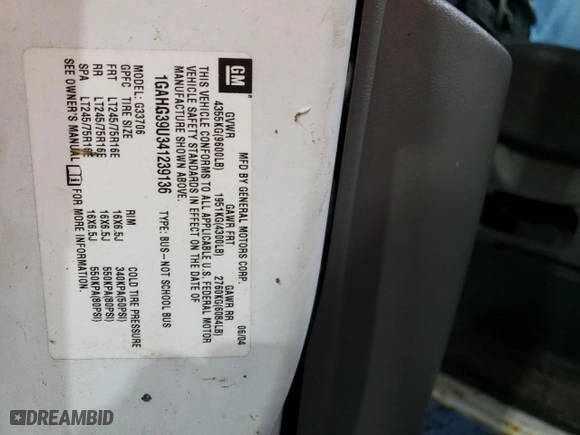 GM
MFD BY GENERAL MOTORS CORP. 06/04
GVWR GAWR FRT GAWR RR
4355KG(9600LB) 1951KG(4300LB) 2760KG(6084LB)
THIS VEHICLE CONFORMS TO ALL APPLICABLE U.S. FEDERAL MOTOR
VEHICLE SAFETY STANDARDS IN EFFECT ON THE DATE OF
MANUFACTURE SHOWN ABOVE.
1GAHG39U341239136 TYPE: BUS-NOT SCHOOL BUS
MODEL: G33706
GPFC TIRE SIZE RIM COLD TIRE PRESSURE
FRT LT245/75R16E 16X6.5J 340KPA(50PSI)
RR LT245/75R16E 16X6.5J 550KPA(80PSI)
SPA LT245/75R16E 16X6.5J 550KPA(80PSI)
SEE OWNER'S MANUAL FOR MORE INFORMATION.
DREAMBID